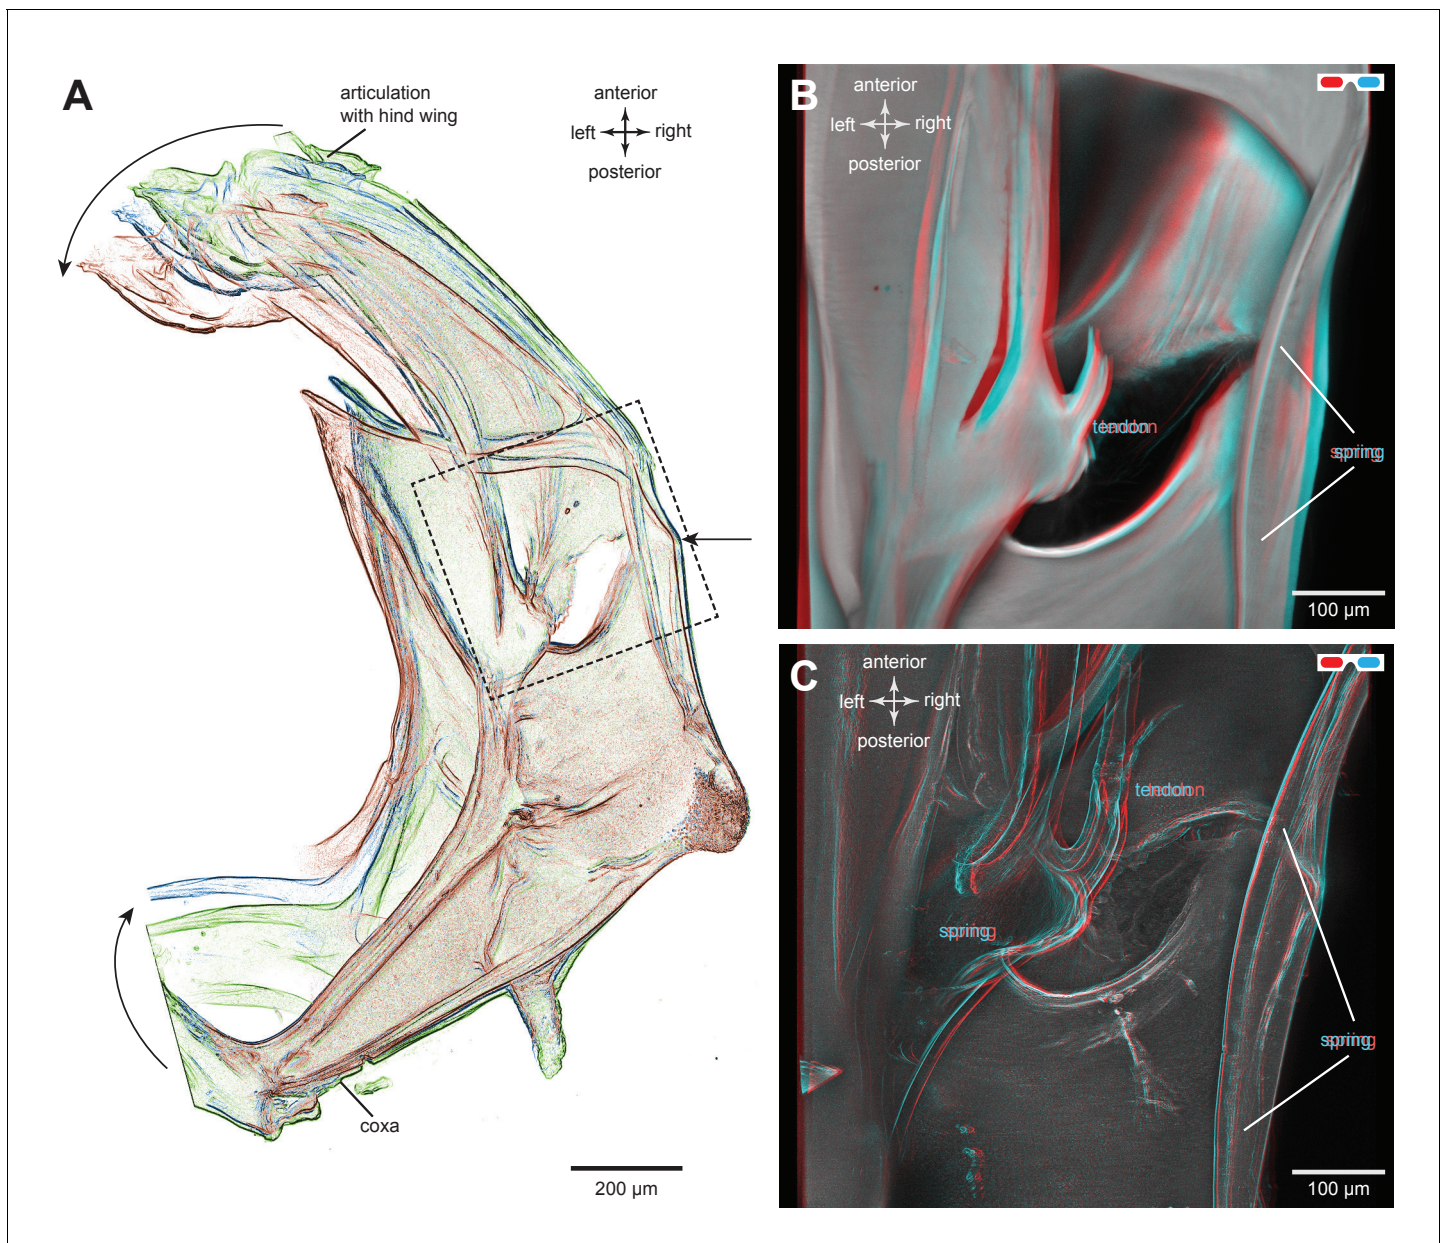 A
articulation
with hind wing
anterior
left right
posterior
coxa
200 µm
B
anterior
left right
posterior
tendon
spring
100 µm
C
anterior
left right
posterior
tendon
spring
spring
100 µm